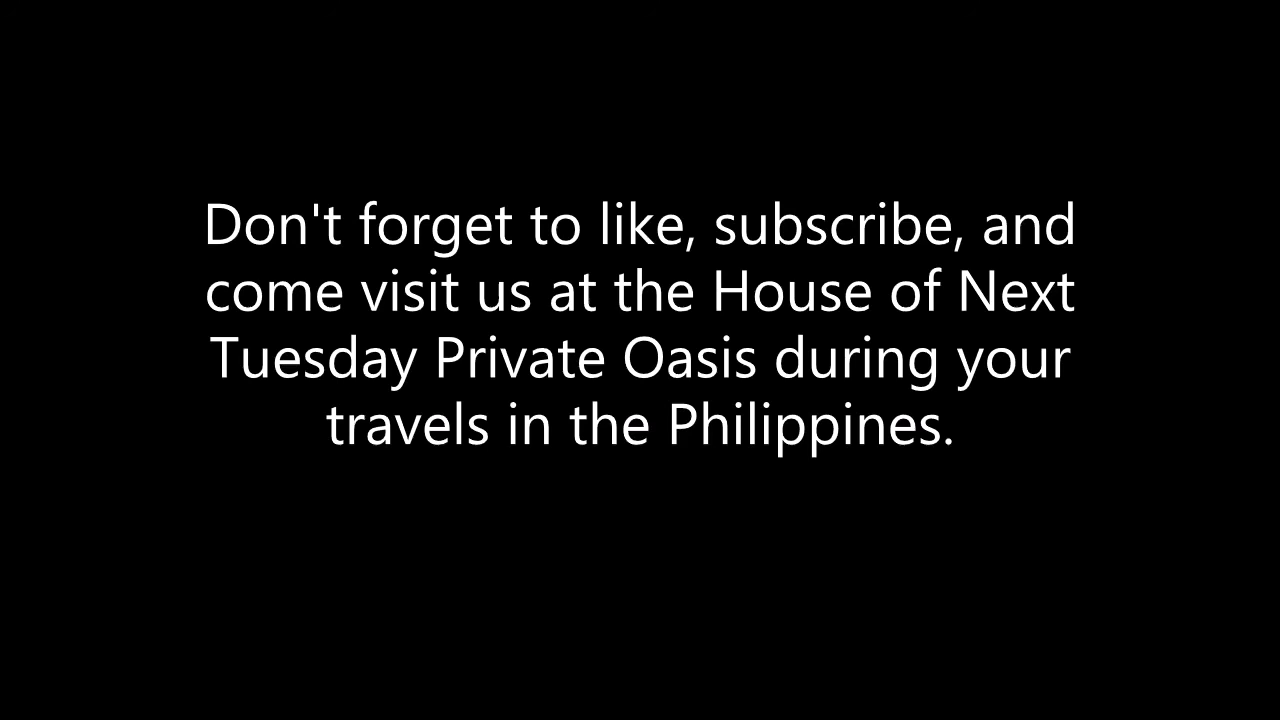 Don't forget to like, subscribe, and
come visit us at the House of Next
Tuesday Private Oasis during your
travels in the Philippines.